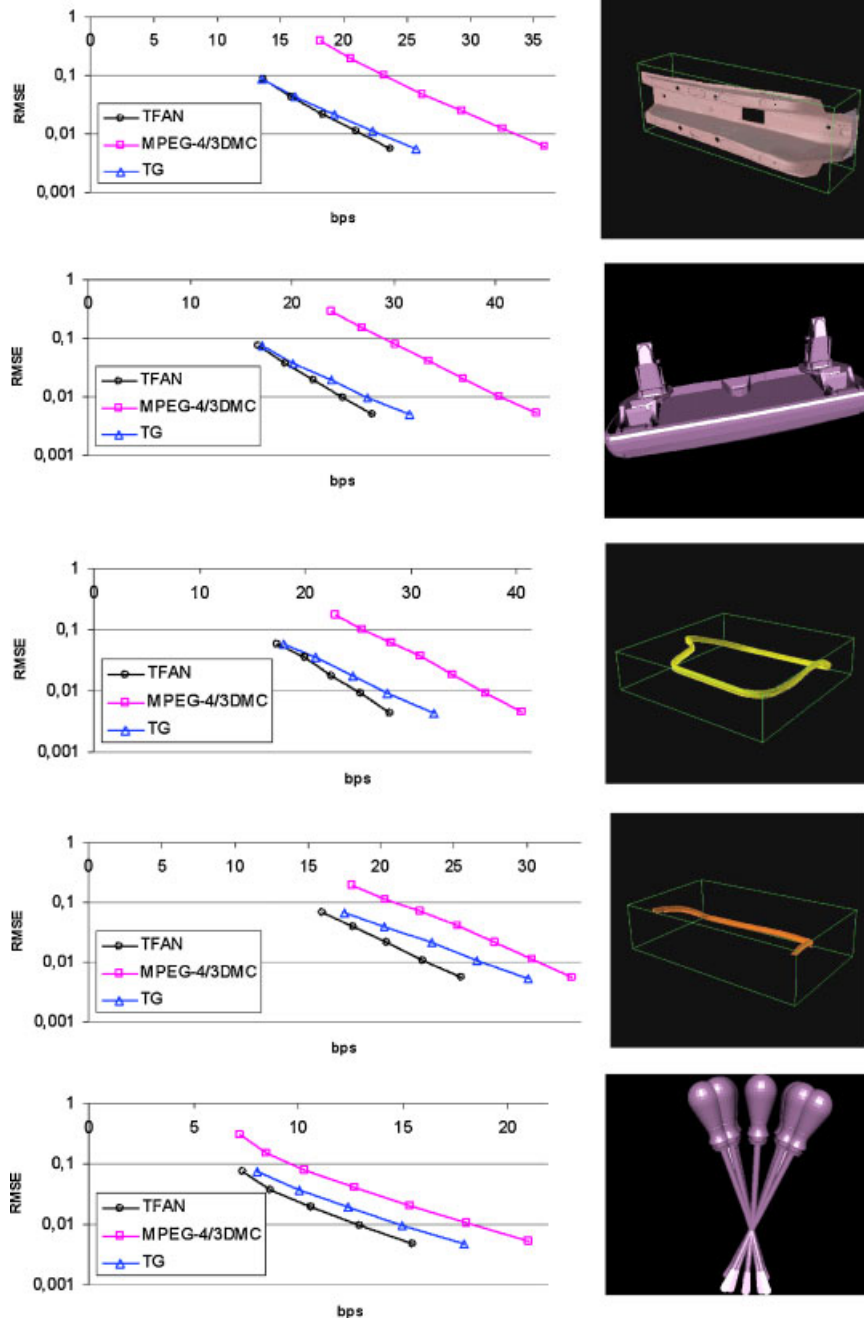 1
0 5 10 15 20 25 30 35
0,1
0,01
0,001
RMSE
TFAN
MPEG-4/3DMC
TG
bps
1
0 10 20 30 40
0,1
0,01
0,001
RMSE
TFAN
MPEG-4/3DMC
TG
bps
1
0 10 20 30 40
0,1
0,01
0,001
RMSE
TFAN
MPEG-4/3DMC
TG
bps
1
0 5 10 15 20 25 30
0,1
0,01
0,001
RMSE
TFAN
MPEG-4/3DMC
TG
bps
1
0 5 10 15 20
0,1
0,01
0,001
RMSE
TFAN
MPEG-4/3DMC
TG
bps